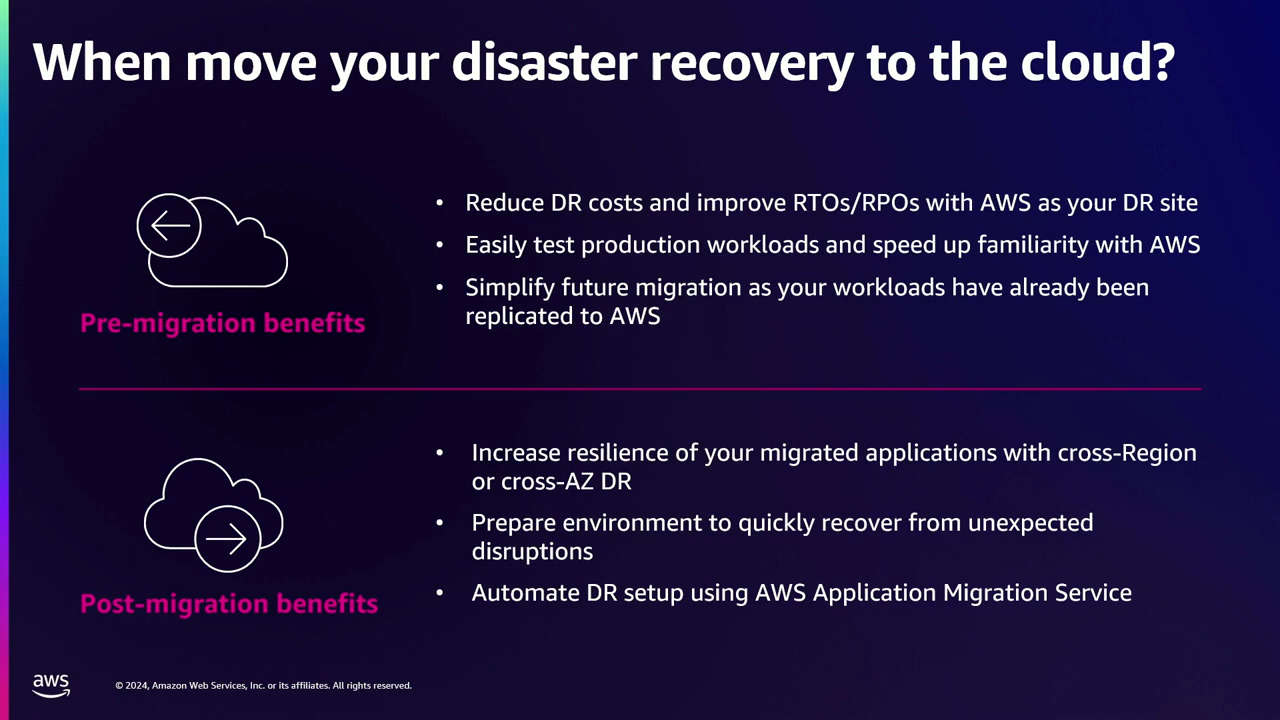 When move your disaster recovery to the cloud?
• Reduce DR costs and improve RTOs/RPOs with AWS as your DR site
• Easily test production workloads and speed up familiarity with AWS
• Simplify future migration as your workloads have already been
replicated to AWS
Pre-migration benefits
• Increase resilience of your migrated applications with cross-Region
or cross-AZ DR
• Prepare environment to quickly recover from unexpected
disruptions
• Automate DR setup using AWS Application Migration Service
Post-migration benefits
aws
© 2024, Amazon Web Services, Inc. or its affiliates. All rights reserved.